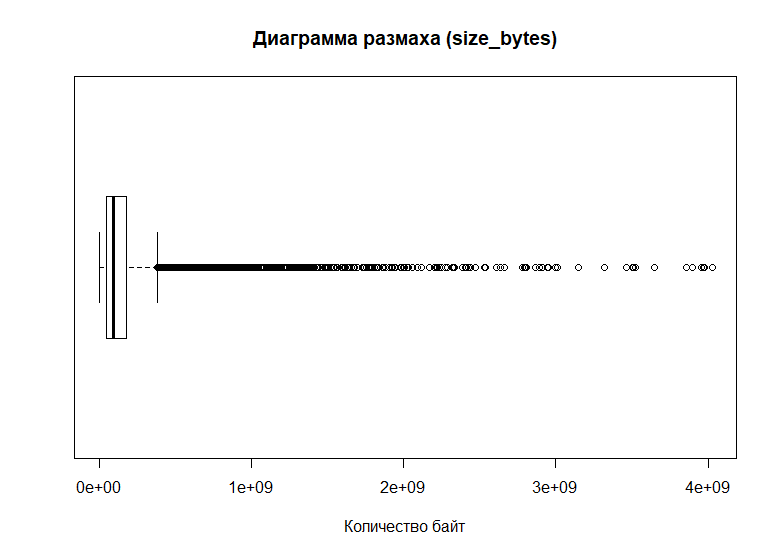 Диаграмма размаха (size_bytes)
0e+00 1e+09 2e+09 3e+09 4e+09
Количество байт